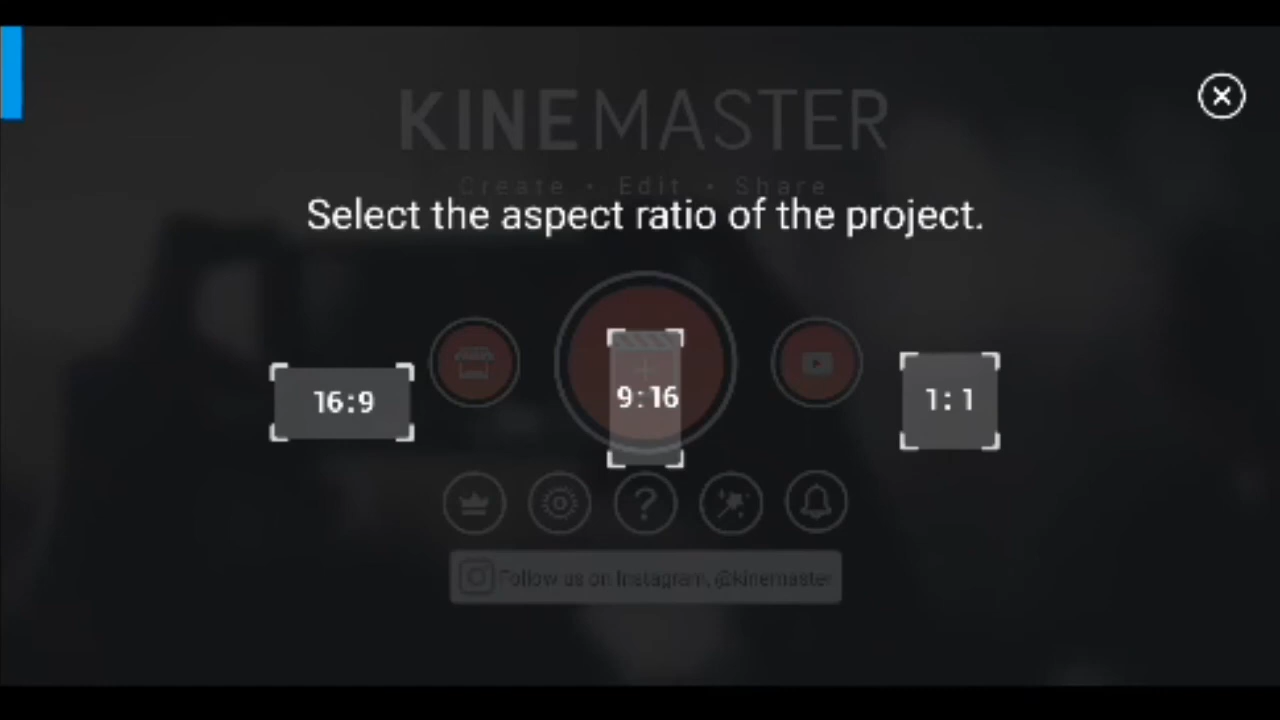 KINEMASTER
Create • Edit • Share
Select the aspect ratio of the project.
16:9
9:16
1:1
?
Follow us on Instagram, @kinemaster